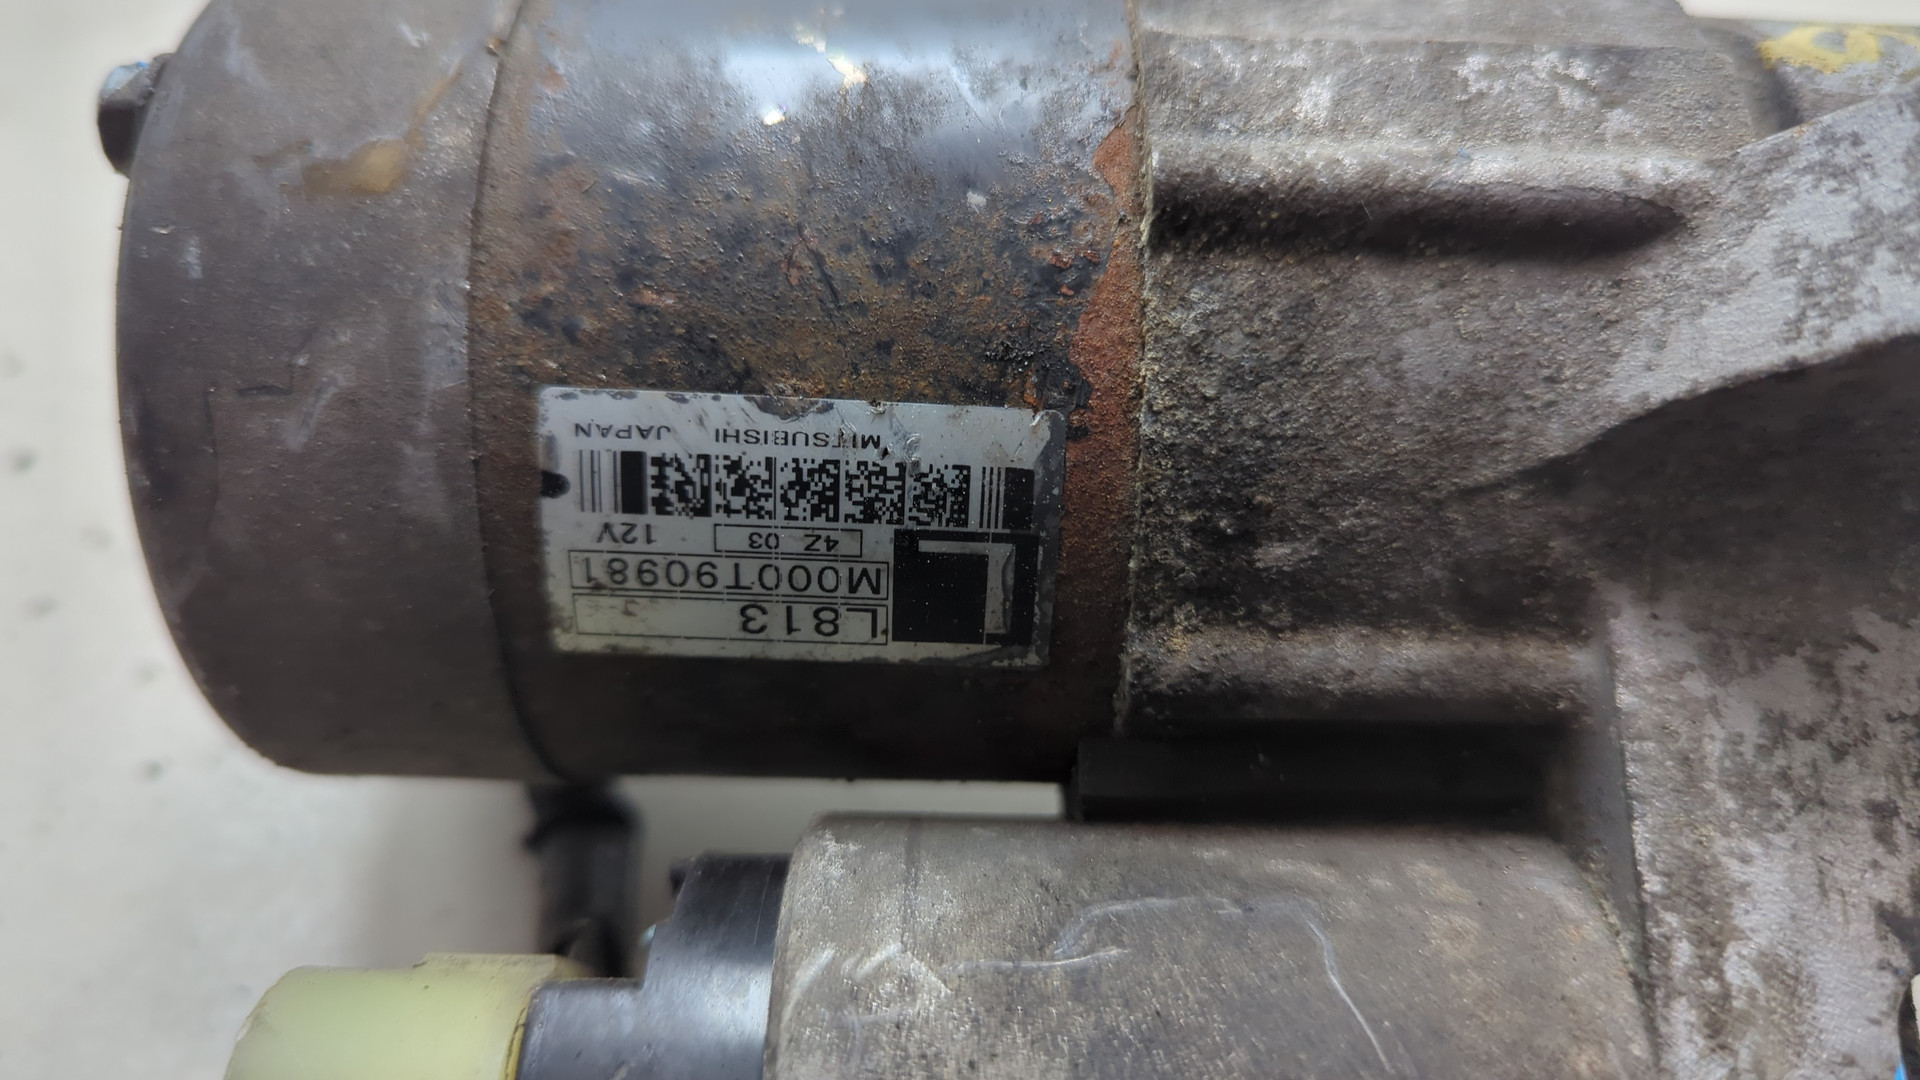 L813
M000T90981
4Z 03 12V
MITSUBISHI JAPAN